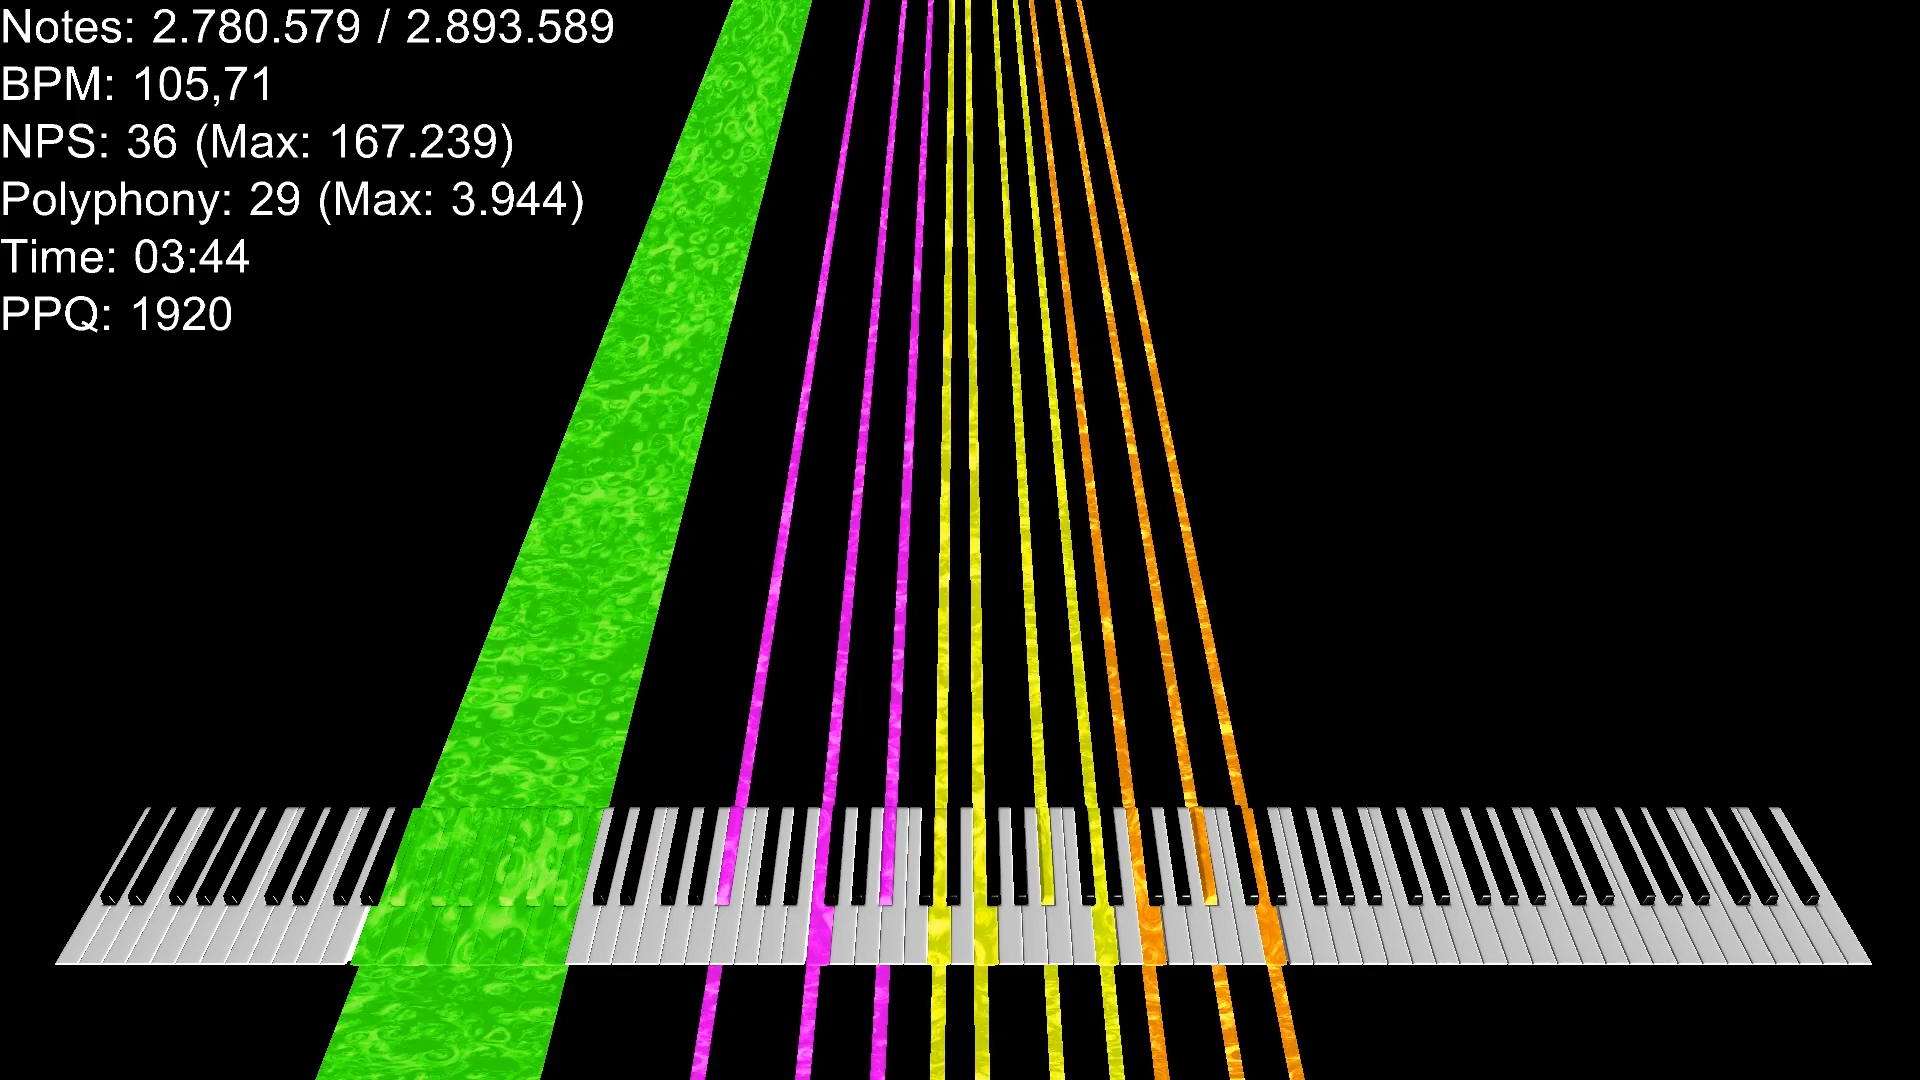 Notes: 2.780.579 / 2.893.589
BPM: 105,71
NPS: 36 (Max: 167.239)
Polyphony: 29 (Max: 3.944)
Time: 03:44
PPQ: 1920